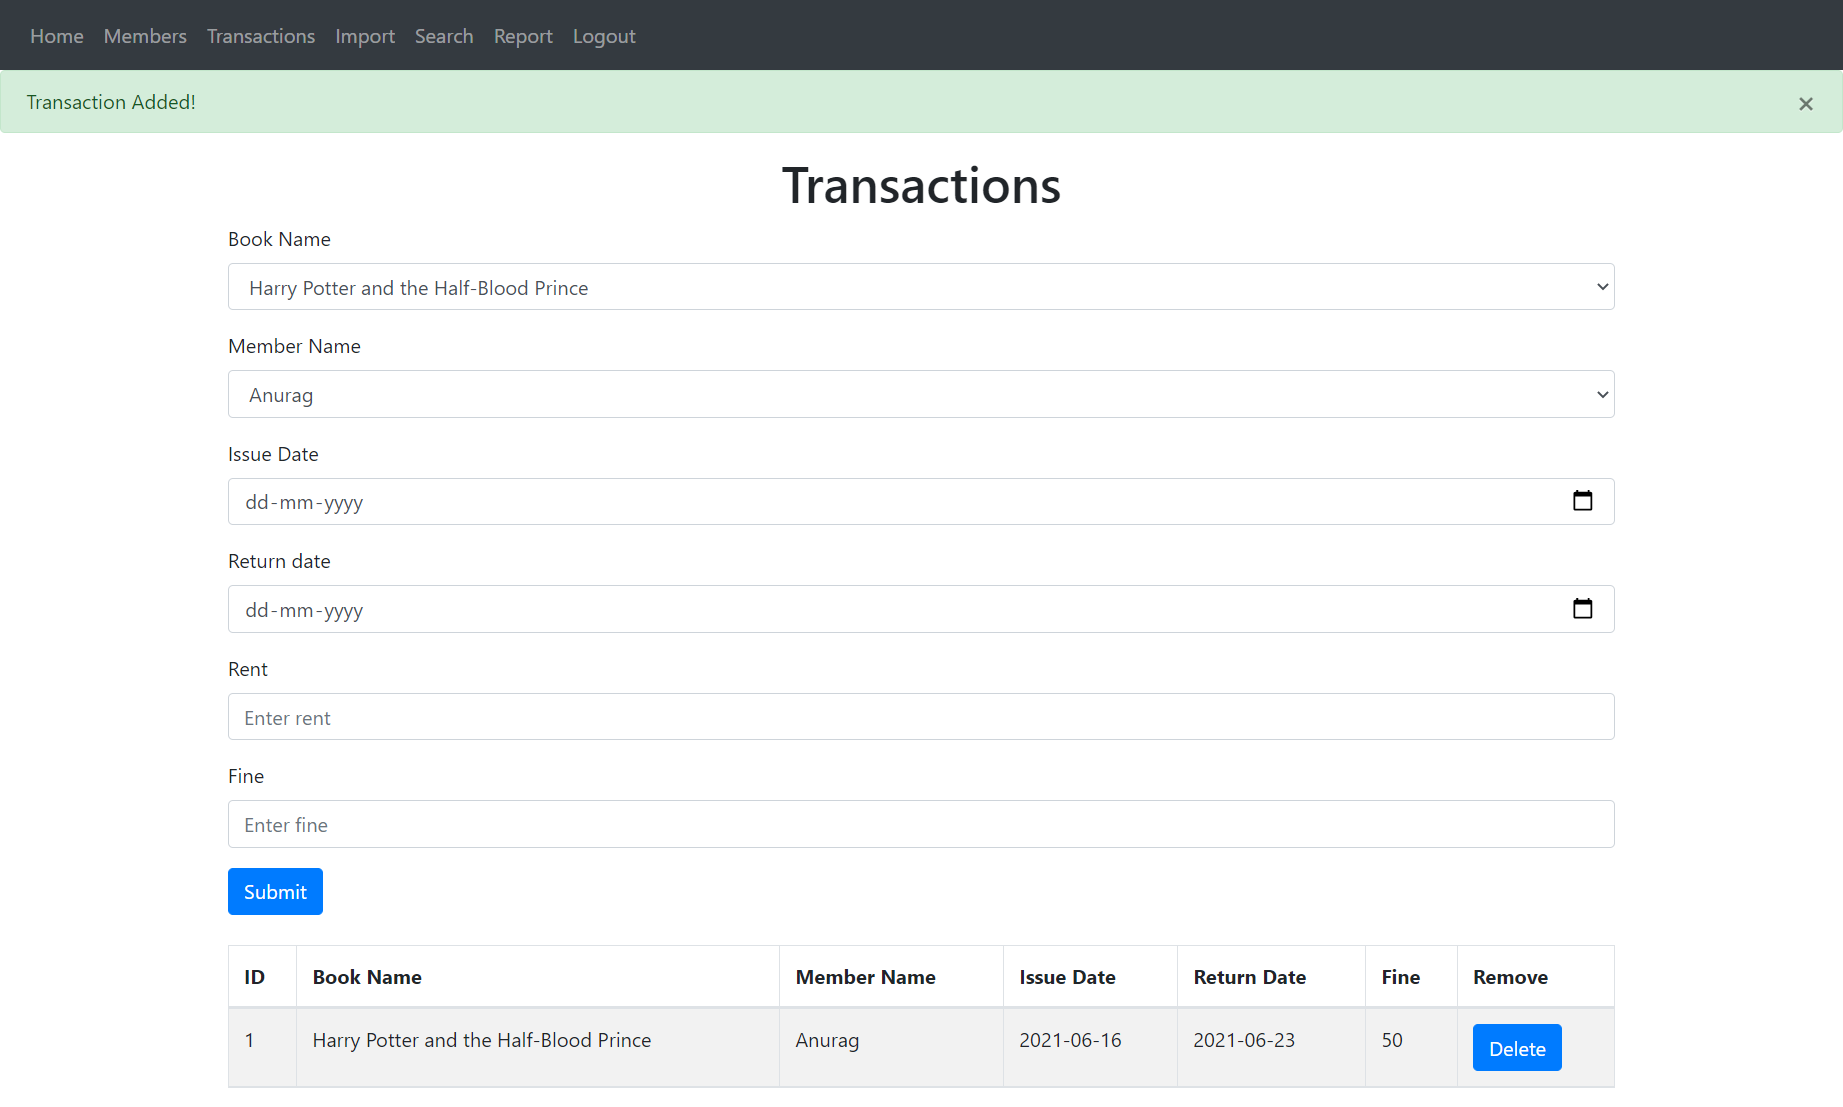 Home Members Transactions Import Search Report Logout
Transaction Added! ×
Transactions
Book Name
Harry Potter and the Half-Blood Prince
Member Name
Anurag
Issue Date
dd-mm-yyyy
Return date
dd-mm-yyyy
Rent
Enter rent
Fine
Enter fine
Submit
ID Book Name Member Name Issue Date Return Date Fine Remove
1 Harry Potter and the Half-Blood Prince Anurag 2021-06-16 2021-06-23 50 Delete